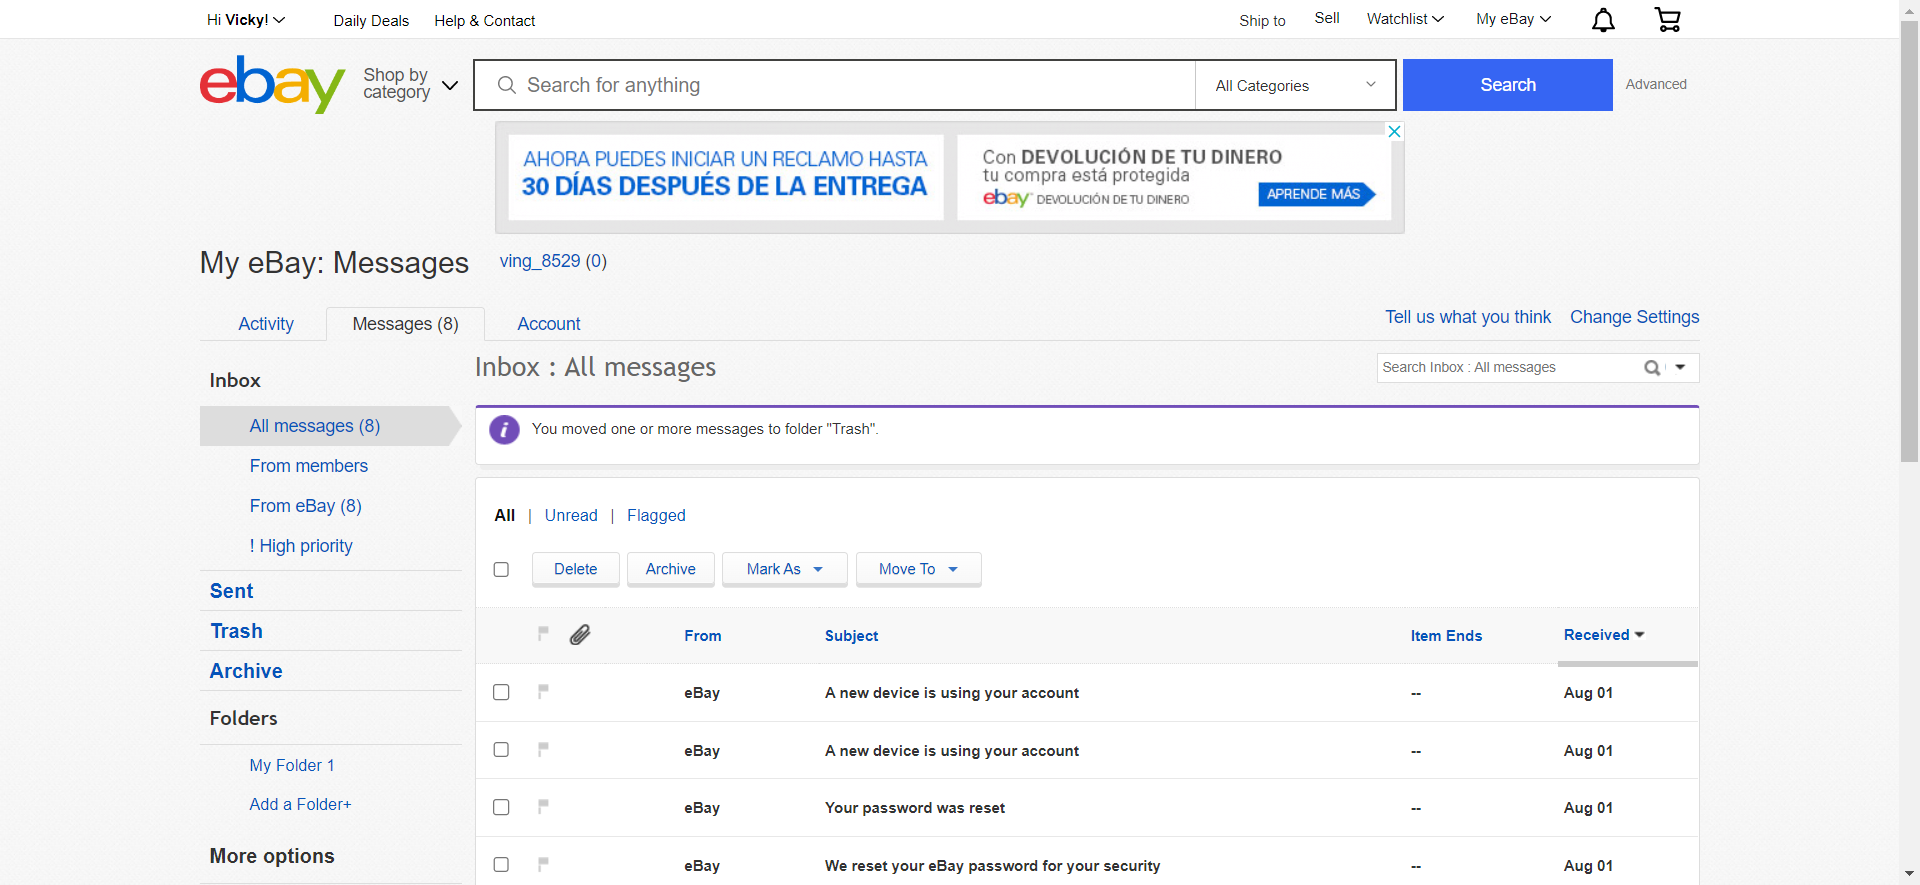 Hi Vicky!
Daily Deals
Help & Contact
Ship to
Sell
Watchlist
My eBay
ebay
Shop by
category
Search for anything
All Categories
Search
Advanced
AHORA PUEDES INICIAR UN RECLAMO HASTA
30 DÍAS DESPUÉS DE LA ENTREGA
Con DEVOLUCIÓN DE TU DINERO
tu compra está protegida
ebay DEVOLUCIÓN DE TU DINERO
APRENDE MÁS
My eBay: Messages
ving_8529 (0)
Activity
Messages (8)
Account
Tell us what you think
Change Settings
Inbox
All messages (8)
From members
From eBay (8)
! High priority
Sent
Trash
Archive
Folders
My Folder 1
Add a Folder+
More options
Inbox : All messages
Search Inbox : All messages
You moved one or more messages to folder "Trash".
All | Unread | Flagged
Delete
Archive
Mark As
Move To
From Subject Item Ends Received
eBay A new device is using your account -- Aug 01
eBay A new device is using your account -- Aug 01
eBay Your password was reset -- Aug 01
eBay We reset your eBay password for your security -- Aug 01